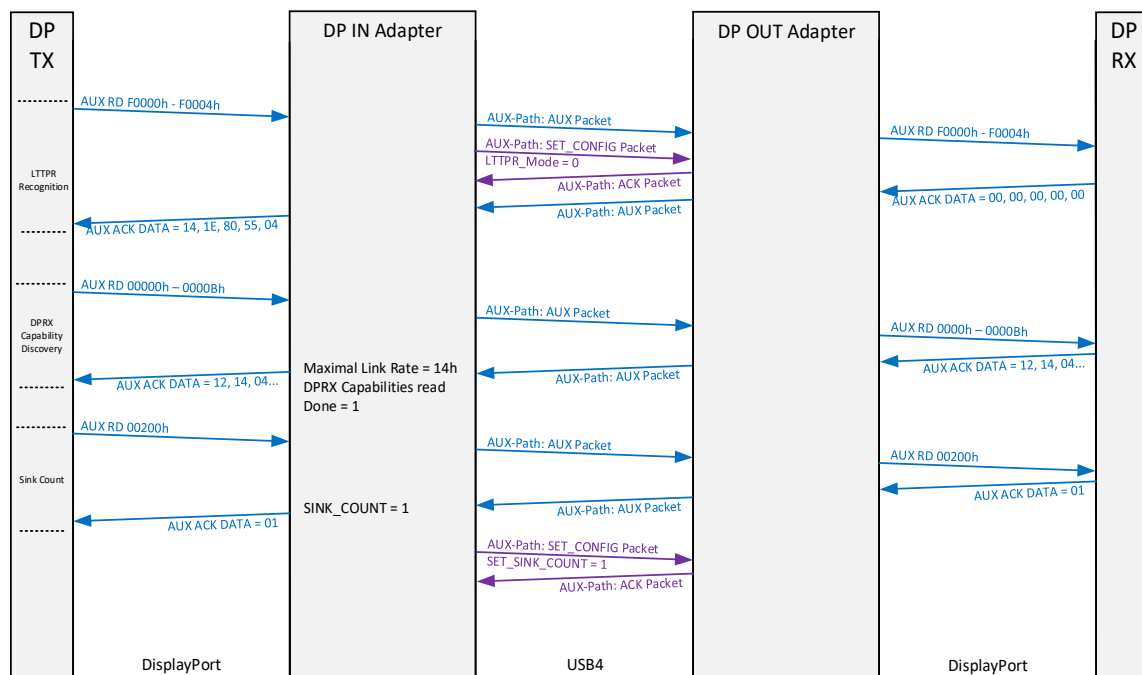 DP
TX
DP IN Adapter
DP OUT Adapter
DP
RX
LTTPR
Recognition
AUX RD F0000h - F0004h
AUX-Path: AUX Packet
AUX RD F0000h - F0004h
AUX-Path: SET_CONFIG Packet
LTTPR_Mode = 0
AUX-Path: ACK Packet
AUX ACK DATA = 00, 00, 00, 00, 00
AUX-Path: AUX Packet
AUX ACK DATA = 14, 1E, 80, 55, 04
DPRX
Capability
Discovery
AUX RD 00000h – 0000Bh
AUX-Path: AUX Packet
AUX RD 0000h – 0000Bh
AUX ACK DATA = 12, 14, 04...
AUX-Path: AUX Packet
Maximal Link Rate = 14h
DPRX Capabilities read
Done = 1
AUX ACK DATA = 12, 14, 04...
Sink Count
AUX RD 00200h
AUX-Path: AUX Packet
AUX RD 00200h
AUX ACK DATA = 01
AUX-Path: AUX Packet
SINK_COUNT = 1
AUX ACK DATA = 01
AUX-Path: SET_CONFIG Packet
SET_SINK_COUNT = 1
AUX-Path: ACK Packet
DisplayPort
USB4
DisplayPort